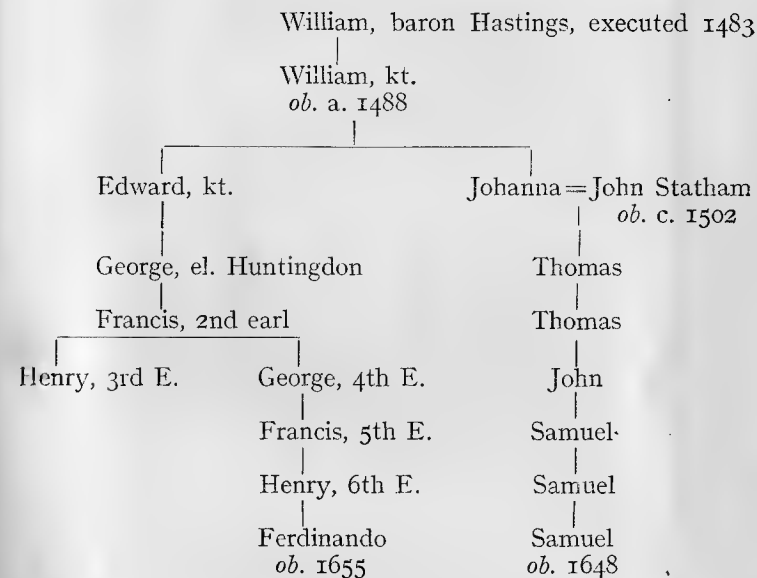 William, baron Hastings, executed 1483
William, kt.
ob. a. 1488
Edward, kt. Johanna=John Statham
ob. c. 1502
George, el. Huntingdon Thomas
Francis, 2nd earl Thomas
Henry, 3rd E. George, 4th E. John
Francis, 5th E. Samuel
Henry, 6th E. Samuel
Ferdinando Samuel
ob. 1655 ob. 1648